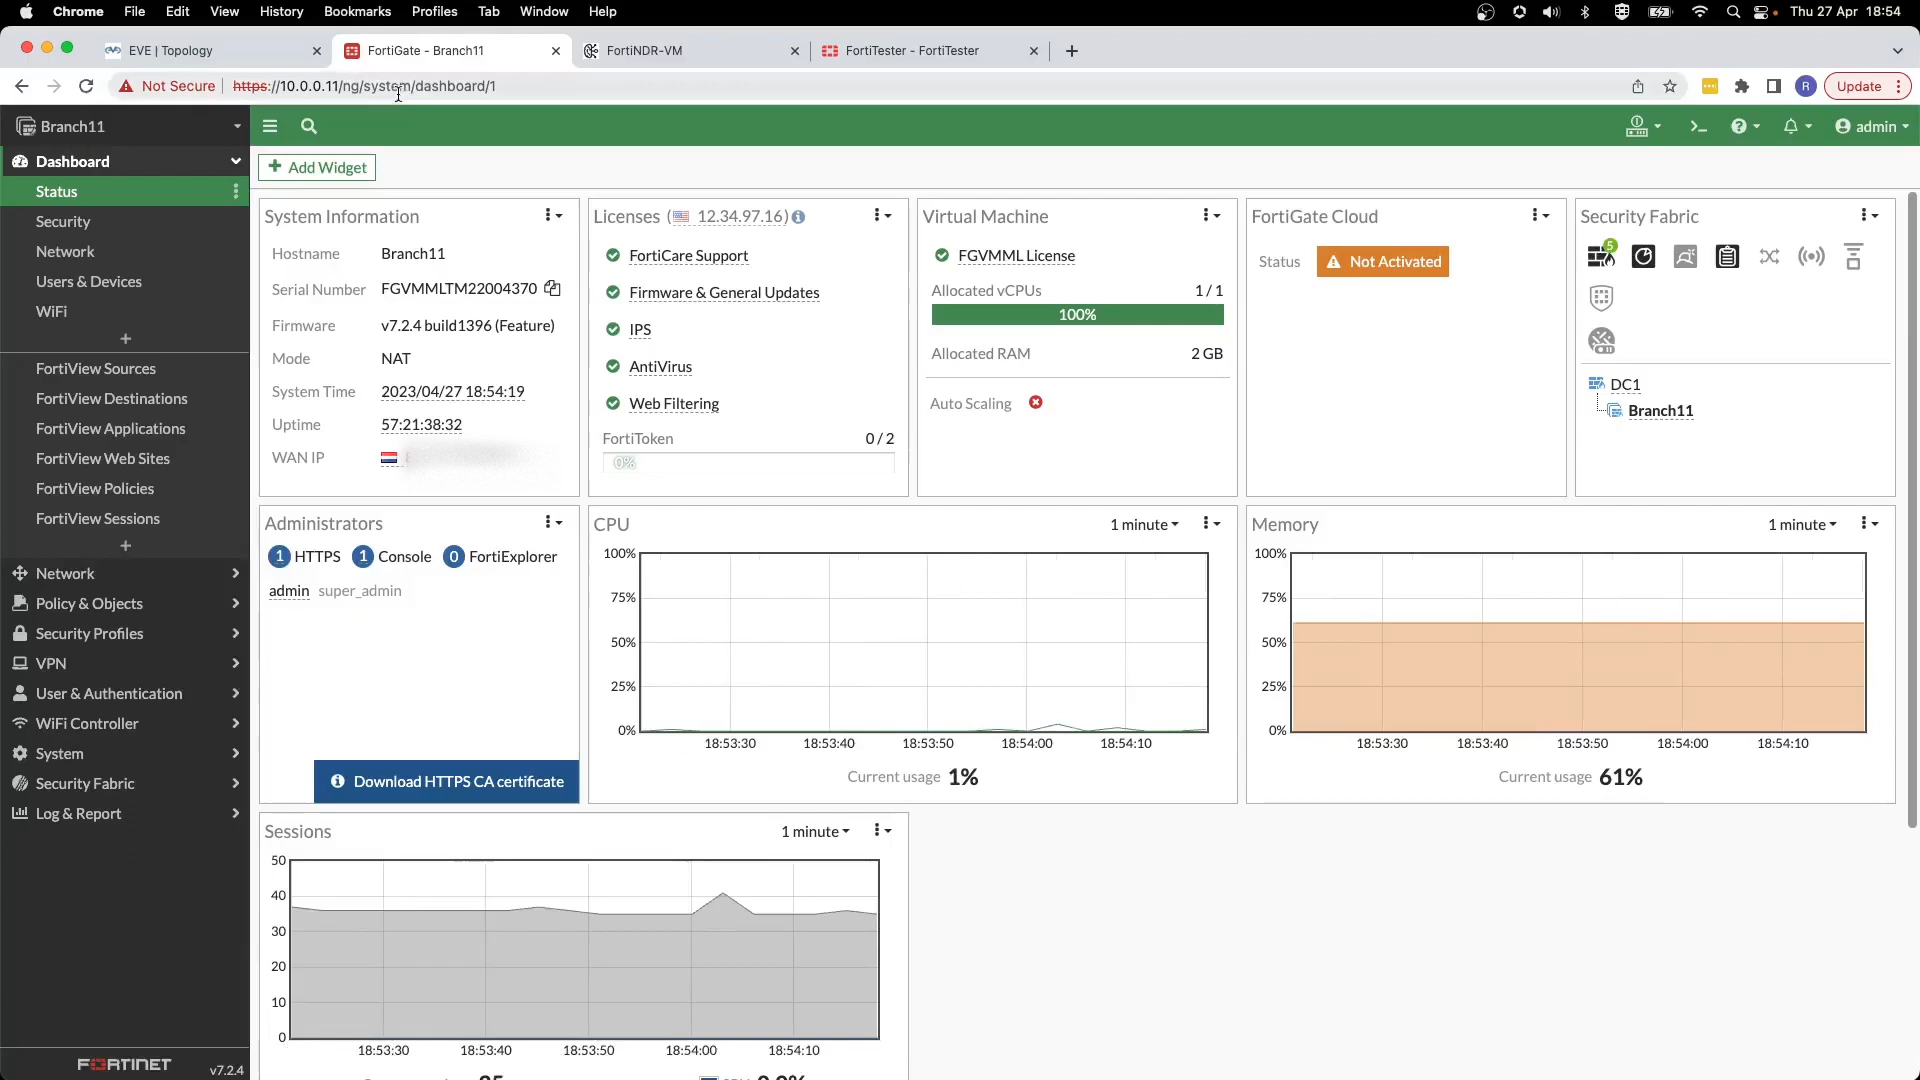 Chrome File Edit View History Bookmarks Profiles Tab Window Help Thu 27 Apr 18:54
EVE | Topology FortiGate - Branch11 FortiNDR-VM FortiTester - FortiTester
Not Secure https://10.0.0.11/ng/system/dashboard/1 R Update
Branch11 admin
Dashboard
Status
Security
Network
Users & Devices
WiFi
FortiView Sources
FortiView Destinations
FortiView Applications
FortiView Web Sites
FortiView Policies
FortiView Sessions
Network
Policy & Objects
Security Profiles
VPN
User & Authentication
WiFi Controller
System
Security Fabric
Log & Report
FORTINET v7.2.4
+ Add Widget
System Information
Hostname Branch11
Serial Number FGVMMLTM22004370
Firmware v7.2.4 build1396 (Feature)
Mode NAT
System Time 2023/04/27 18:54:19
Uptime 57:21:38:32
WAN IP
Licenses (12.34.97.16)
FortiCare Support
Firmware & General Updates
IPS
AntiVirus
Web Filtering
FortiToken 0 / 2
0%
Virtual Machine
FGVMML License
Allocated vCPUs 1 / 1
100%
Allocated RAM 2 GB
Auto Scaling
FortiGate Cloud
Status Not Activated
Security Fabric
5
DC1
Branch11
Administrators
1 HTTPS 1 Console 0 FortiExplorer
admin super_admin
Download HTTPS CA certificate
CPU 1 minute
100%
75%
50%
25%
0%
18:53:30 18:53:40 18:53:50 18:54:00 18:54:10
Current usage 1%
Memory 1 minute
100%
75%
50%
25%
0%
18:53:30 18:53:40 18:53:50 18:54:00 18:54:10
Current usage 61%
Sessions 1 minute
50
40
30
20
10
0
18:53:30 18:53:40 18:53:50 18:54:00 18:54:10